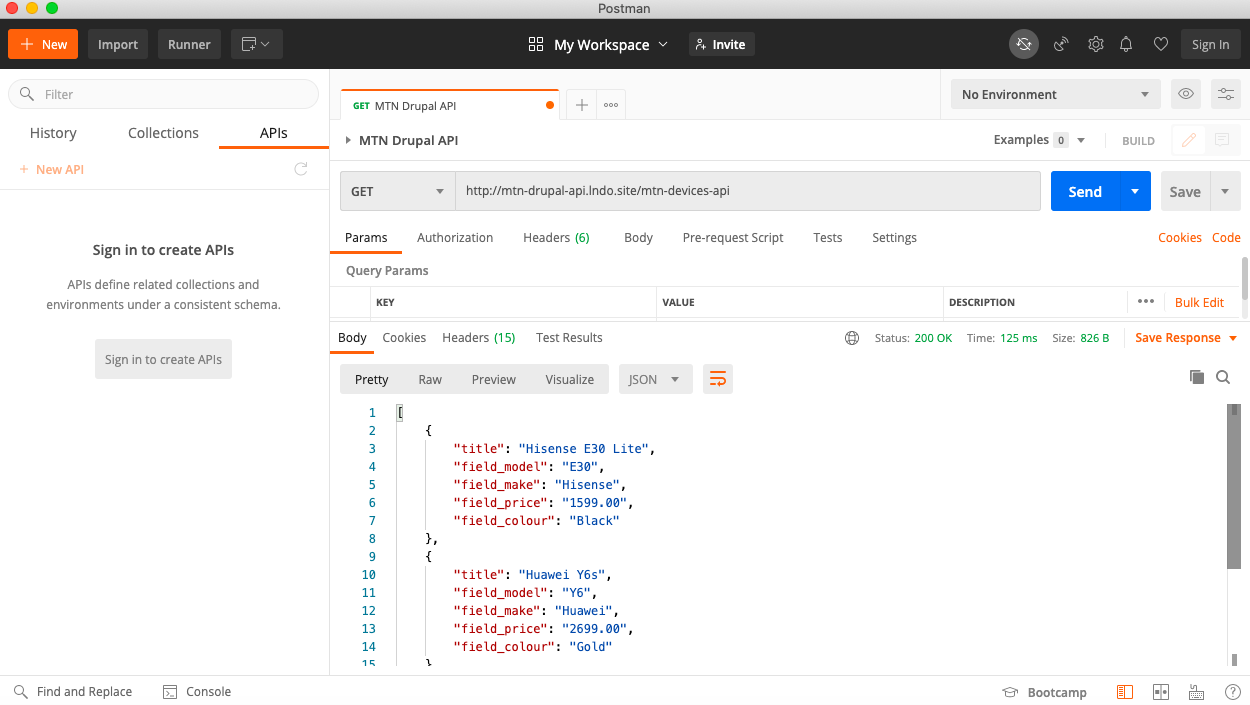 Postman
New
Import
Runner
My Workspace
Invite
Sign In
Filter
History
Collections
APIs
+ New API
Sign in to create APIs
APIs define related collections and
environments under a consistent schema.
Sign in to create APIs
GET MTN Drupal API
No Environment
MTN Drupal API
Examples 0
BUILD
GET
http://mtn-drupal-api.lndo.site/mtn-devices-api
Send
Save
Params
Authorization
Headers (6)
Body
Pre-request Script
Tests
Settings
Cookies
Code
Query Params
KEY
VALUE
DESCRIPTION
Bulk Edit
Body
Cookies
Headers (15)
Test Results
Status: 200 OK
Time: 125 ms
Size: 826 B
Save Response
Pretty
Raw
Preview
Visualize
JSON
1 [
2 {
3 "title": "Hisense E30 Lite",
4 "field_model": "E30",
5 "field_make": "Hisense",
6 "field_price": "1599.00",
7 "field_colour": "Black"
8 },
9 {
10 "title": "Huawei Y6s",
11 "field_model": "Y6",
12 "field_make": "Huawei",
13 "field_price": "2699.00",
14 "field_colour": "Gold"
15 }
Find and Replace
Console
Bootcamp